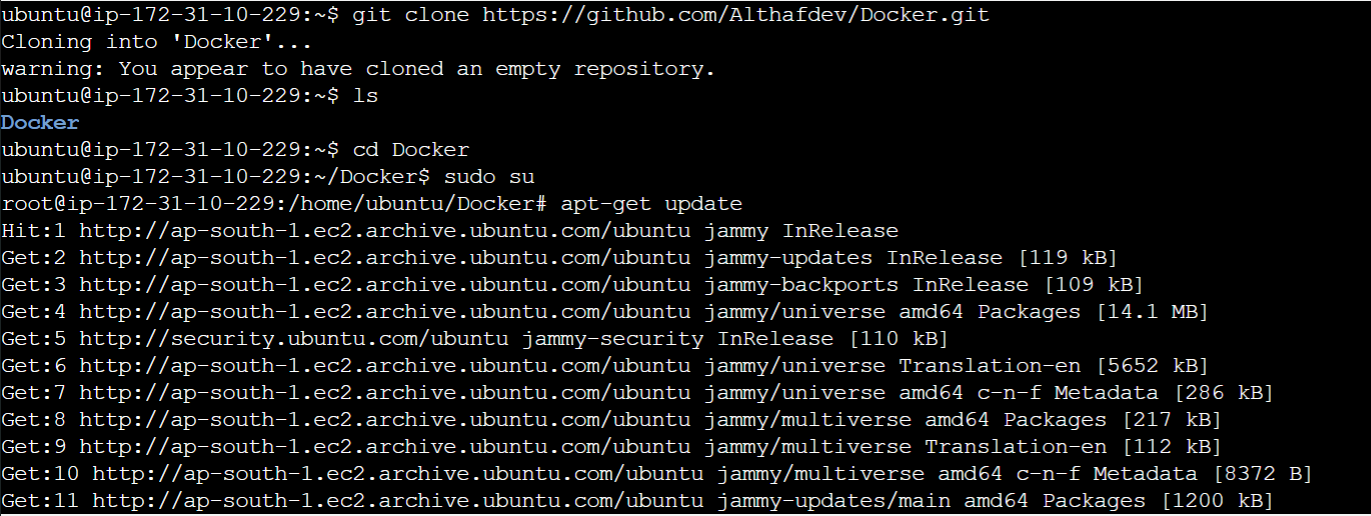 ubuntu@ip-172-31-10-229:~$ git clone https://github.com/Althafdev/Docker.git
Cloning into 'Docker'...
warning: You appear to have cloned an empty repository.
ubuntu@ip-172-31-10-229:~$ ls
Docker
ubuntu@ip-172-31-10-229:~$ cd Docker
ubuntu@ip-172-31-10-229:~/Docker$ sudo su
root@ip-172-31-10-229:/home/ubuntu/Docker# apt-get update
Hit:1 http://ap-south-1.ec2.archive.ubuntu.com/ubuntu jammy InRelease
Get:2 http://ap-south-1.ec2.archive.ubuntu.com/ubuntu jammy-updates InRelease [119 kB]
Get:3 http://ap-south-1.ec2.archive.ubuntu.com/ubuntu jammy-backports InRelease [109 kB]
Get:4 http://ap-south-1.ec2.archive.ubuntu.com/ubuntu jammy/universe amd64 Packages [14.1 MB]
Get:5 http://security.ubuntu.com/ubuntu jammy-security InRelease [110 kB]
Get:6 http://ap-south-1.ec2.archive.ubuntu.com/ubuntu jammy/universe Translation-en [5652 kB]
Get:7 http://ap-south-1.ec2.archive.ubuntu.com/ubuntu jammy/universe amd64 c-n-f Metadata [286 kB]
Get:8 http://ap-south-1.ec2.archive.ubuntu.com/ubuntu jammy/multiverse amd64 Packages [217 kB]
Get:9 http://ap-south-1.ec2.archive.ubuntu.com/ubuntu jammy/multiverse Translation-en [112 kB]
Get:10 http://ap-south-1.ec2.archive.ubuntu.com/ubuntu jammy/multiverse amd64 c-n-f Metadata [8372 B]
Get:11 http://ap-south-1.ec2.archive.ubuntu.com/ubuntu jammy-updates/main amd64 Packages [1200 kB]